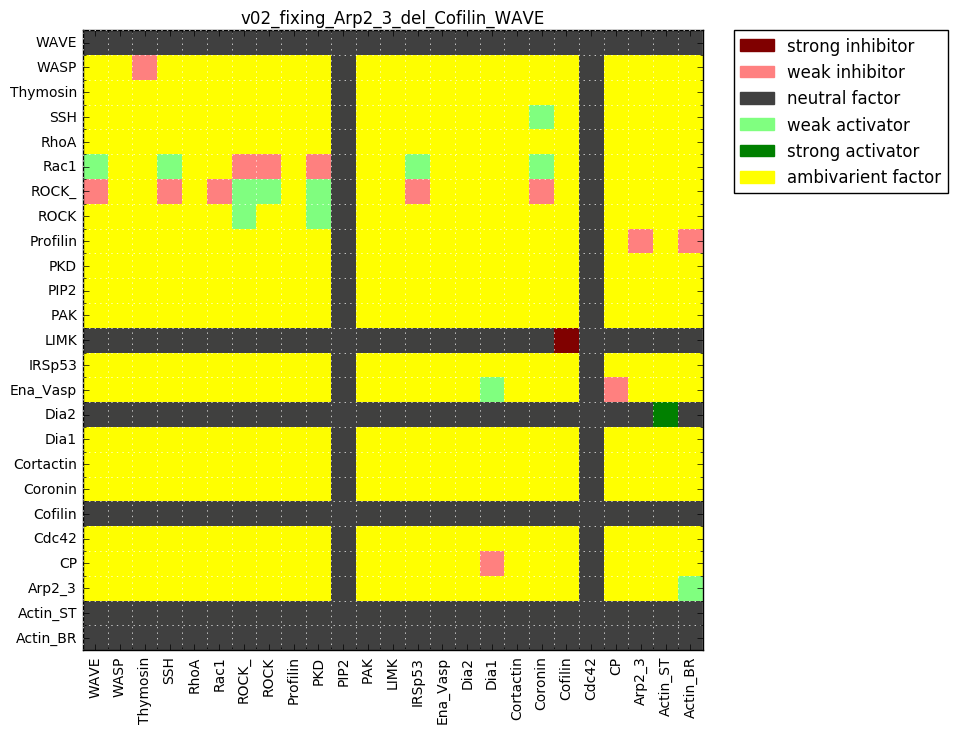 v02_fixing_Arp2_3_del_Cofilin_WAVE
WAVE
WASP
Thymosin
SSH
RhoA
Rac1
ROCK_
ROCK
Profilin
PKD
PIP2
PAK
LIMK
IRSp53
Ena_Vasp
Dia2
Dia1
Cortactin
Coronin
Cofilin
Cdc42
CP
Arp2_3
Actin_ST
Actin_BR
WAVE
WASP
Thymosin
SSH
RhoA
Rac1
ROCK_
ROCK
Profilin
PKD
PIP2
PAK
LIMK
IRSp53
Ena_Vasp
Dia2
Dia1
Cortactin
Coronin
Cofilin
Cdc42
CP
Arp2_3
Actin_ST
Actin_BR
strong inhibitor
weak inhibitor
neutral factor
weak activator
strong activator
ambivarient factor